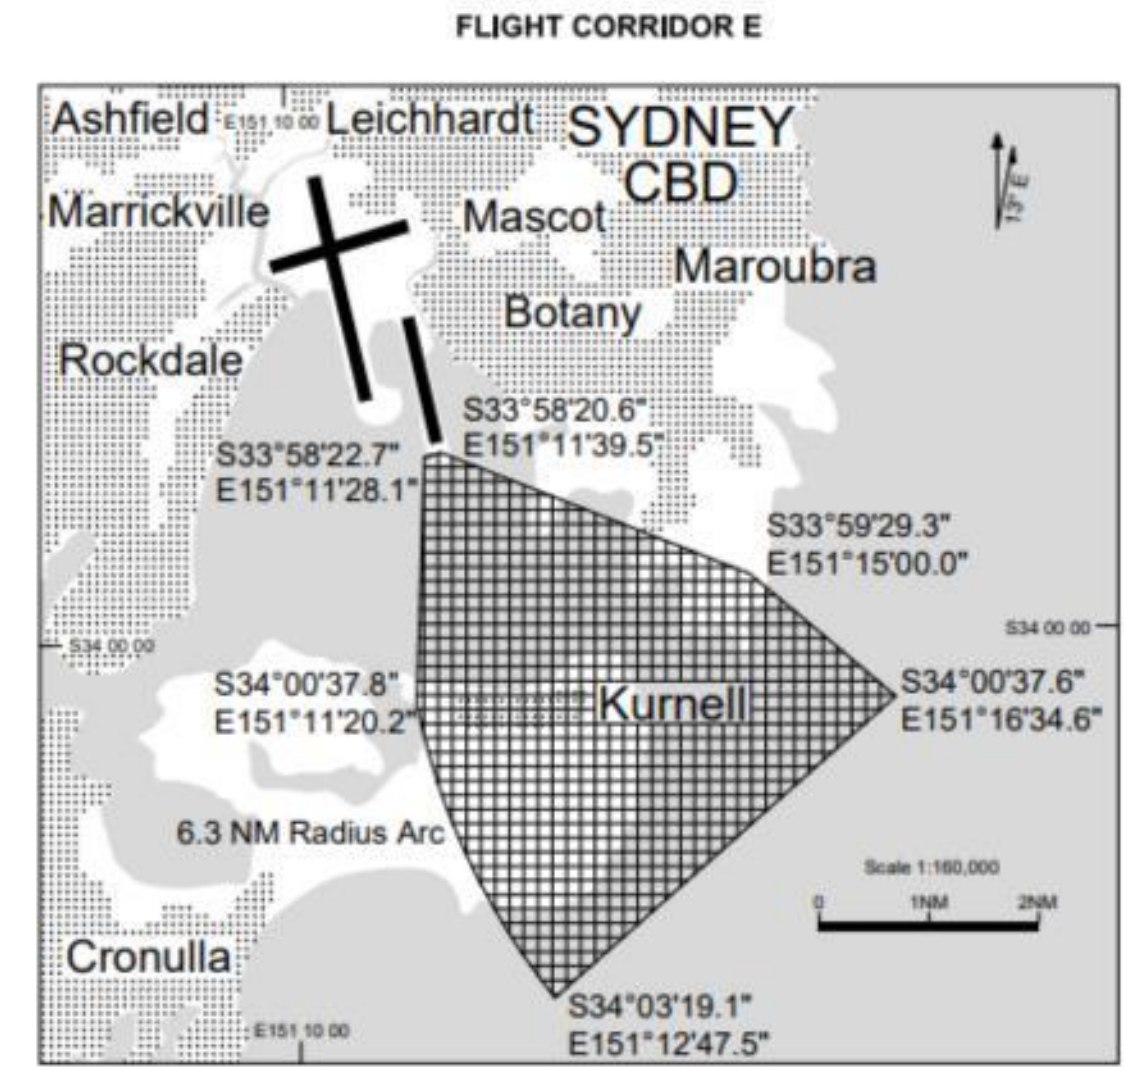 FLIGHT CORRIDOR E
Ashfield
E151 10 00
Leichhardt
SYDNEY
CBD
13° E
Marrickville
Mascot
Maroubra
Botany
Rockdale
S33°58'20.6"
E151°11'39.5"
S33°58'22.7"
E151°11'28.1"
S33°59'29.3"
E151°15'00.0"
S34 00 00
S34 00 00
S34°00'37.8"
E151°11'20.2"
Kurnell
S34°00'37.6"
E151°16'34.6"
6.3 NM Radius Arc
Scale 1:160,000
0 1NM 2NM
Cronulla
S34°03'19.1"
E151°12'47.5"
E151 10 00